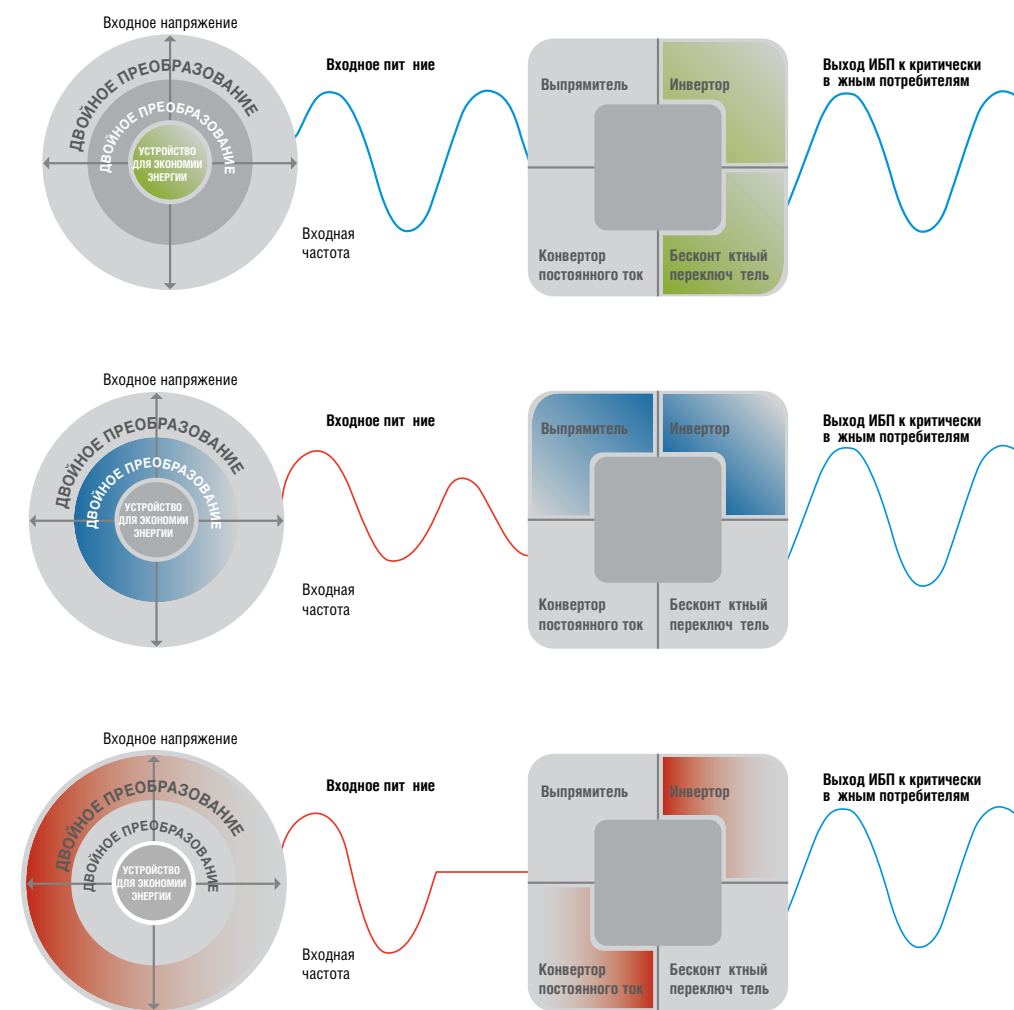 Входное напряжение
ДВОЙНОЕ ПРЕОБРАЗОВАНИЕ
ДВОЙНОЕ ПРЕОБРАЗОВАНИЕ
УСТРОЙСТВО
ДЛЯ ЭКОНОМИИ
ЭНЕРГИИ
Входная
частота
Входное пит ние
Выпрямитель
Инвертор
Конвертор
постоянного ток
Бесконт ктный
переключ тель
Выход ИБП к критически
в жным потребителям
Входное напряжение
ДВОЙНОЕ ПРЕОБРАЗОВАНИЕ
ДВОЙНОЕ ПРЕОБРАЗОВАНИЕ
УСТРОЙСТВО
ДЛЯ ЭКОНОМИИ
ЭНЕРГИИ
Входная
частота
Входное пит ние
Выпрямитель
Инвертор
Конвертор
постоянного ток
Бесконт ктный
переключ тель
Выход ИБП к критически
в жным потребителям
Входное напряжение
ДВОЙНОЕ ПРЕОБРАЗОВАНИЕ
ДВОЙНОЕ ПРЕОБРАЗОВАНИЕ
УСТРОЙСТВО
ДЛЯ ЭКОНОМИИ
ЭНЕРГИИ
Входная
частота
Входное пит ние
Выпрямитель
Инвертор
Конвертор
постоянного ток
Бесконт ктный
переключ тель
Выход ИБП к критически
в жным потребителям